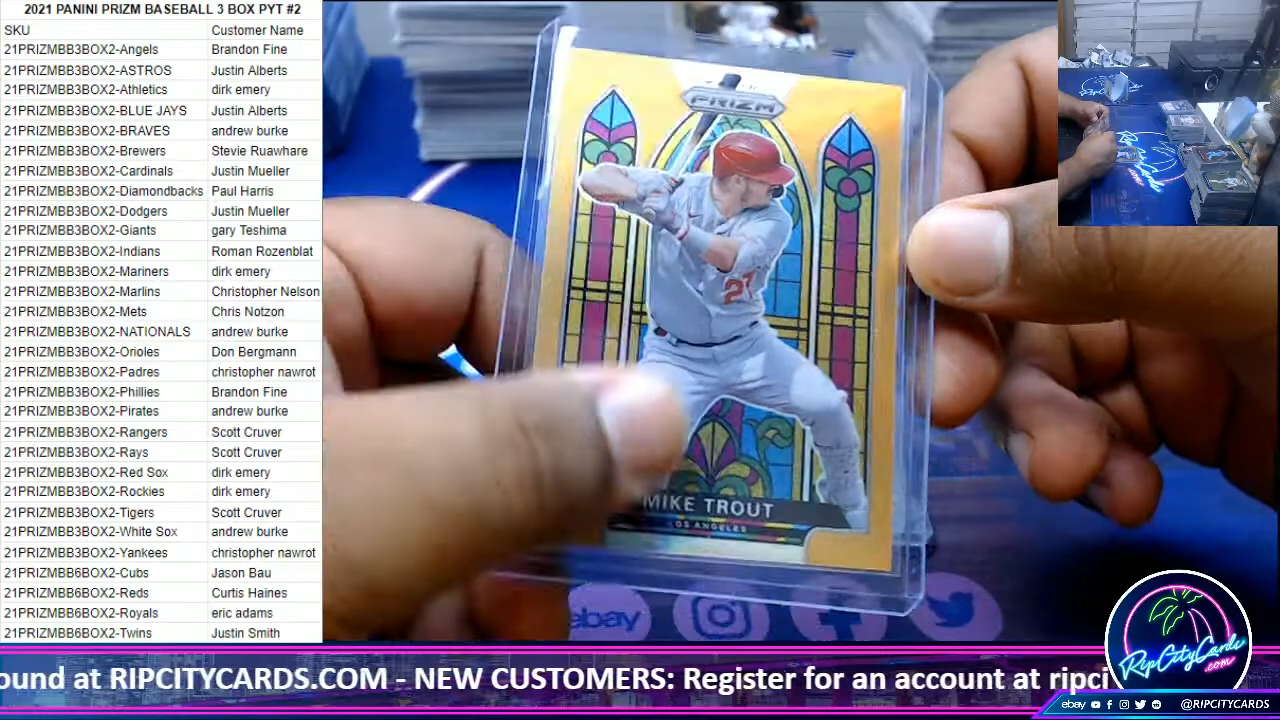 2021 PANINI PRIZM BASEBALL 3 BOX PYT #2
SKU Customer Name
21PRIZMBB3BOX2-Angels Brandon Fine
21PRIZMBB3BOX2-ASTROS Justin Alberts
21PRIZMBB3BOX2-Athletics dirk emery
21PRIZMBB3BOX2-BLUE JAYS Justin Alberts
21PRIZMBB3BOX2-BRAVES andrew burke
21PRIZMBB3BOX2-Brewers Stevie Ruawhare
21PRIZMBB3BOX2-Cardinals Justin Mueller
21PRIZMBB3BOX2-Diamondbacks Paul Harris
21PRIZMBB3BOX2-Dodgers Justin Mueller
21PRIZMBB3BOX2-Giants gary Teshima
21PRIZMBB3BOX2-Indians Roman Rozenblat
21PRIZMBB3BOX2-Mariners dirk emery
21PRIZMBB3BOX2-Marlins Christopher Nelson
21PRIZMBB3BOX2-Mets Chris Notzon
21PRIZMBB3BOX2-NATIONALS andrew burke
21PRIZMBB3BOX2-Orioles Don Bergmann
21PRIZMBB3BOX2-Padres christopher nawrot
21PRIZMBB3BOX2-Phillies Brandon Fine
21PRIZMBB3BOX2-Pirates andrew burke
21PRIZMBB3BOX2-Rangers Scott Cruver
21PRIZMBB3BOX2-Rays Scott Cruver
21PRIZMBB3BOX2-Red Sox dirk emery
21PRIZMBB3BOX2-Rockies dirk emery
21PRIZMBB3BOX2-Tigers Scott Cruver
21PRIZMBB3BOX2-White Sox andrew burke
21PRIZMBB3BOX2-Yankees christopher nawrot
21PRIZMBB6BOX2-Cubs Jason Bau
21PRIZMBB6BOX2-Reds Curtis Haines
21PRIZMBB6BOX2-Royals eric adams
21PRIZMBB6BOX2-Twins Justin Smith
PRIZM
27
MIKE TROUT
LOS ANGELES
ebay
RipCityCards
.com
ound at RIPCITYCARDS.COM - NEW CUSTOMERS: Register for an account at ripci
ebay @RIPCITYCARDS